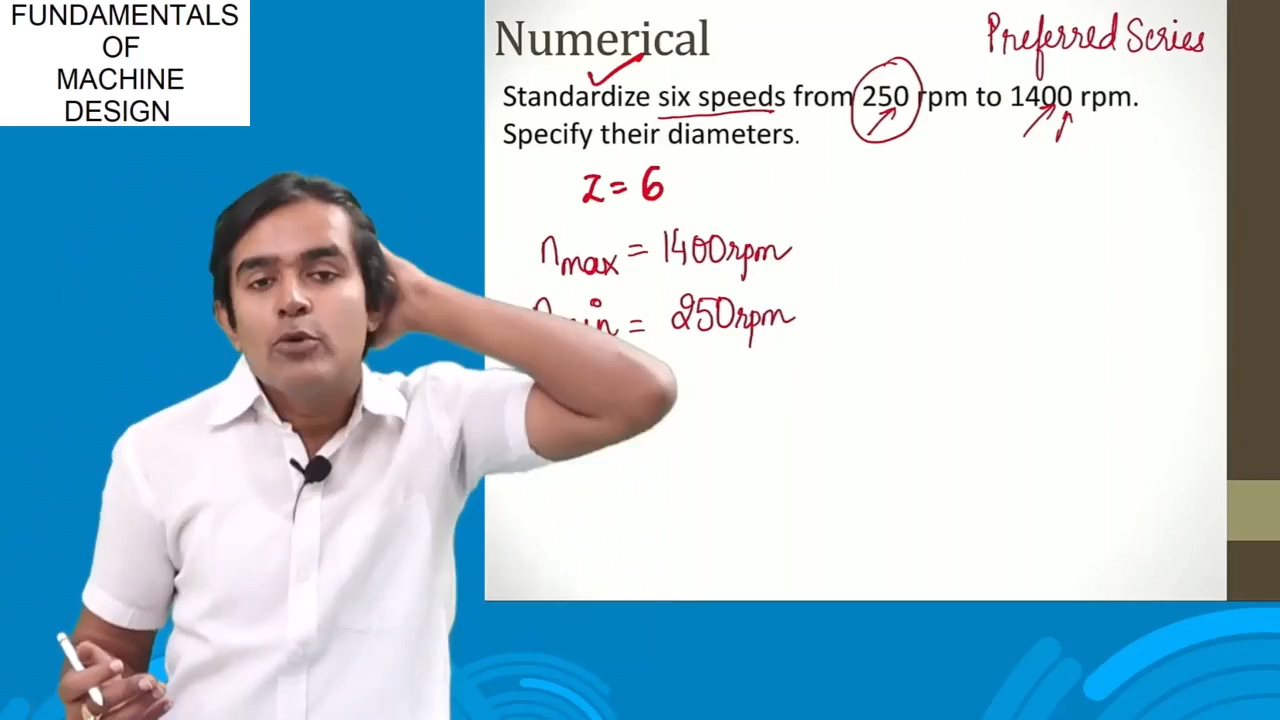 FUNDAMENTALS
OF
MACHINE
DESIGN
Numerical
Preferred Series
Standardize six speeds from 250 rpm to 1400 rpm.
Specify their diameters.
z = 6
nmax = 1400rpm
= 250rpm